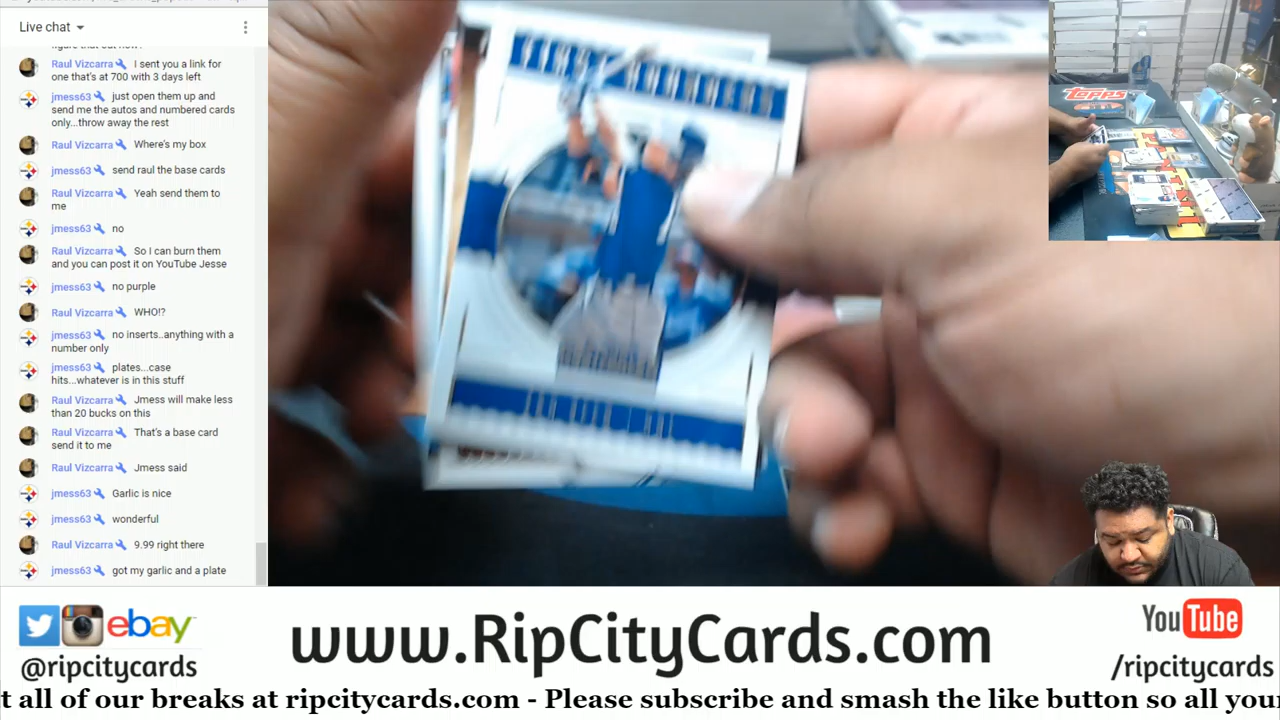 Live chat
Raul Vizcarra I sent you a link for
one that's at 700 with 3 days
left
jmess63 just open them up and
send me the autos and numbered cards
only...throw away the rest
Raul Vizcarra Where's my box
jmess63 send raul the base cards
Raul Vizcarra Yeah send them to
me
jmess63 no
Raul Vizcarra So I can burn them
and you can post it on YouTube Jesse
jmess63 no purple
Raul Vizcarra WHO!?
jmess63 no inserts..anything with a
number only
jmess63 plates...case
hits...whatever is in this stuff
Raul Vizcarra Jmess will make less
than 20 bucks on this
Raul Vizcarra That's a base card
send it to me
Raul Vizcarra Jmess said
jmess63 Garlic is nice
jmess63 wonderful
Raul Vizcarra 9.99 right there
jmess63 got my garlic and a plate
Topps
ebay
@ripcitycards
www.RipCityCards.com
YouTube
/ripcitycards
t all of our breaks at ripcitycards.com - Please subscribe and smash the like button so all your